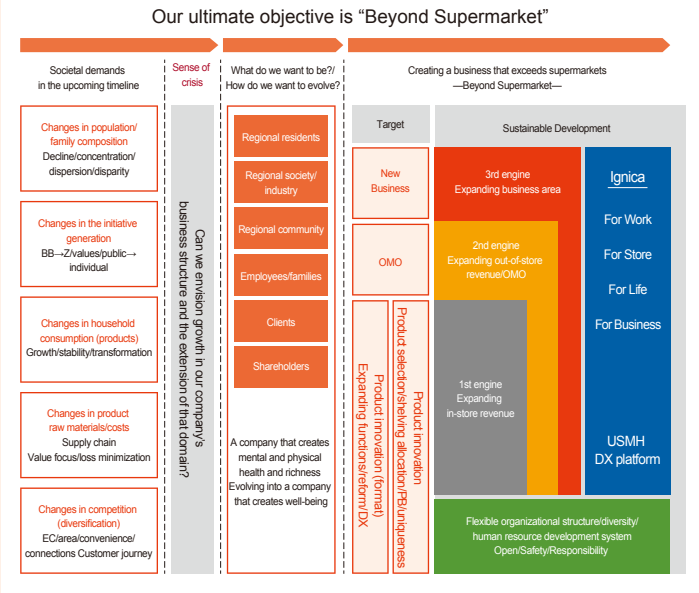 Our ultimate objective is “Beyond Supermarket”
Societal demands
in the upcoming timeline
Sense of
crisis
What do we want to be?/
How do we want to evolve?
Creating a business that exceeds supermarkets
—Beyond Supermarket—
Changes in population/
family composition
Decline/concentration/
dispersion/disparity
Changes in the initiative
generation
BB→Z/values/public→
individual
Changes in household
consumption (products)
Growth/stability/transformation
Changes in product
raw materials/costs
Supply chain
Value focus/loss minimization
Changes in competition
(diversification)
EC/area/convenience/
connections Customer journey
Can we envision growth in our company's
business structure and the extension of that domain?
Regional residents
Regional society/
industry
Regional community
Employees/families
Clients
Shareholders
A company that creates
mental and physical
health and richness
Evolving into a company
that creates well-being
Target
New
Business
OMO
Product innovation (format)
Expanding functions/reform/DX
Product innovation
Product selection/shelving allocation/PB/uniqueness
Sustainable Development
3rd engine
Expanding business area
2nd engine
Expanding out-of-store
revenue/OMO
1st engine
Expanding
in-store revenue
Ignica
For Work
For Store
For Life
For Business
USMH
DX platform
Flexible organizational structure/diversity/
human resource development system
Open/Safety/Responsibility